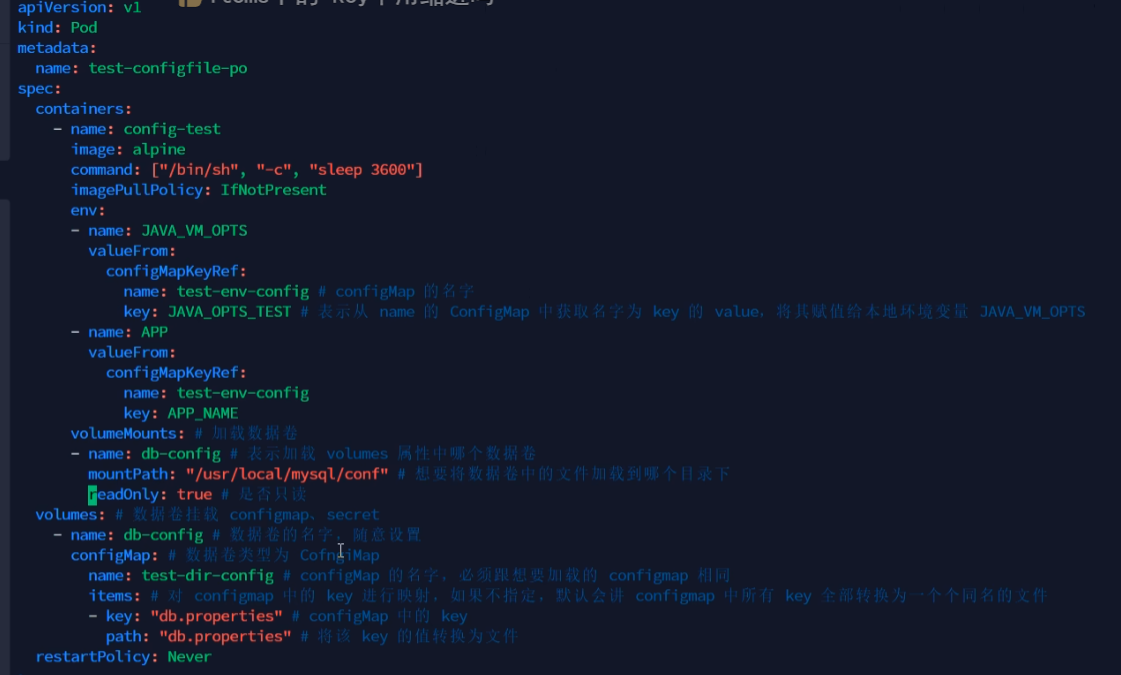 apiVersion: v1
kind: Pod
metadata:
  name: test-configfile-po
spec:
  containers:
    - name: config-test
      image: alpine
      command: ["/bin/sh", "-c", "sleep 3600"]
      imagePullPolicy: IfNotPresent
      env:
      - name: JAVA_VM_OPTS
        valueFrom:
          configMapKeyRef:
            name: test-env-config # configMap 的名字
            key: JAVA_OPTS_TEST # 表示从 name 的 ConfigMap 中获取名字为 key 的 value，将其赋值给本地环境变量 JAVA_VM_OPTS
      - name: APP
        valueFrom:
          configMapKeyRef:
            name: test-env-config
            key: APP_NAME
      volumeMounts: # 加载数据卷
      - name: db-config # 表示加载 volumes 属性中哪个数据卷
        mountPath: "/usr/local/mysql/conf" # 想要将数据卷中的文件加载到哪个目录下
        readOnly: true # 是否只读
  volumes: # 数据卷挂载 configmap、secret
    - name: db-config # 数据卷的名字，随意设置
      configMap: # 数据卷类型为 CofngiMap
        name: test-dir-config # configMap 的名字，必须跟想要加载的 configmap 相同
        items: # 对 configmap 中的 key 进行映射，如果不指定，默认会讲 configmap 中所有 key 全部转换为一个个同名的文件
        - key: "db.properties" # configMap 中的 key
          path: "db.properties" # 将该 key 的值转换为文件
  restartPolicy: Never